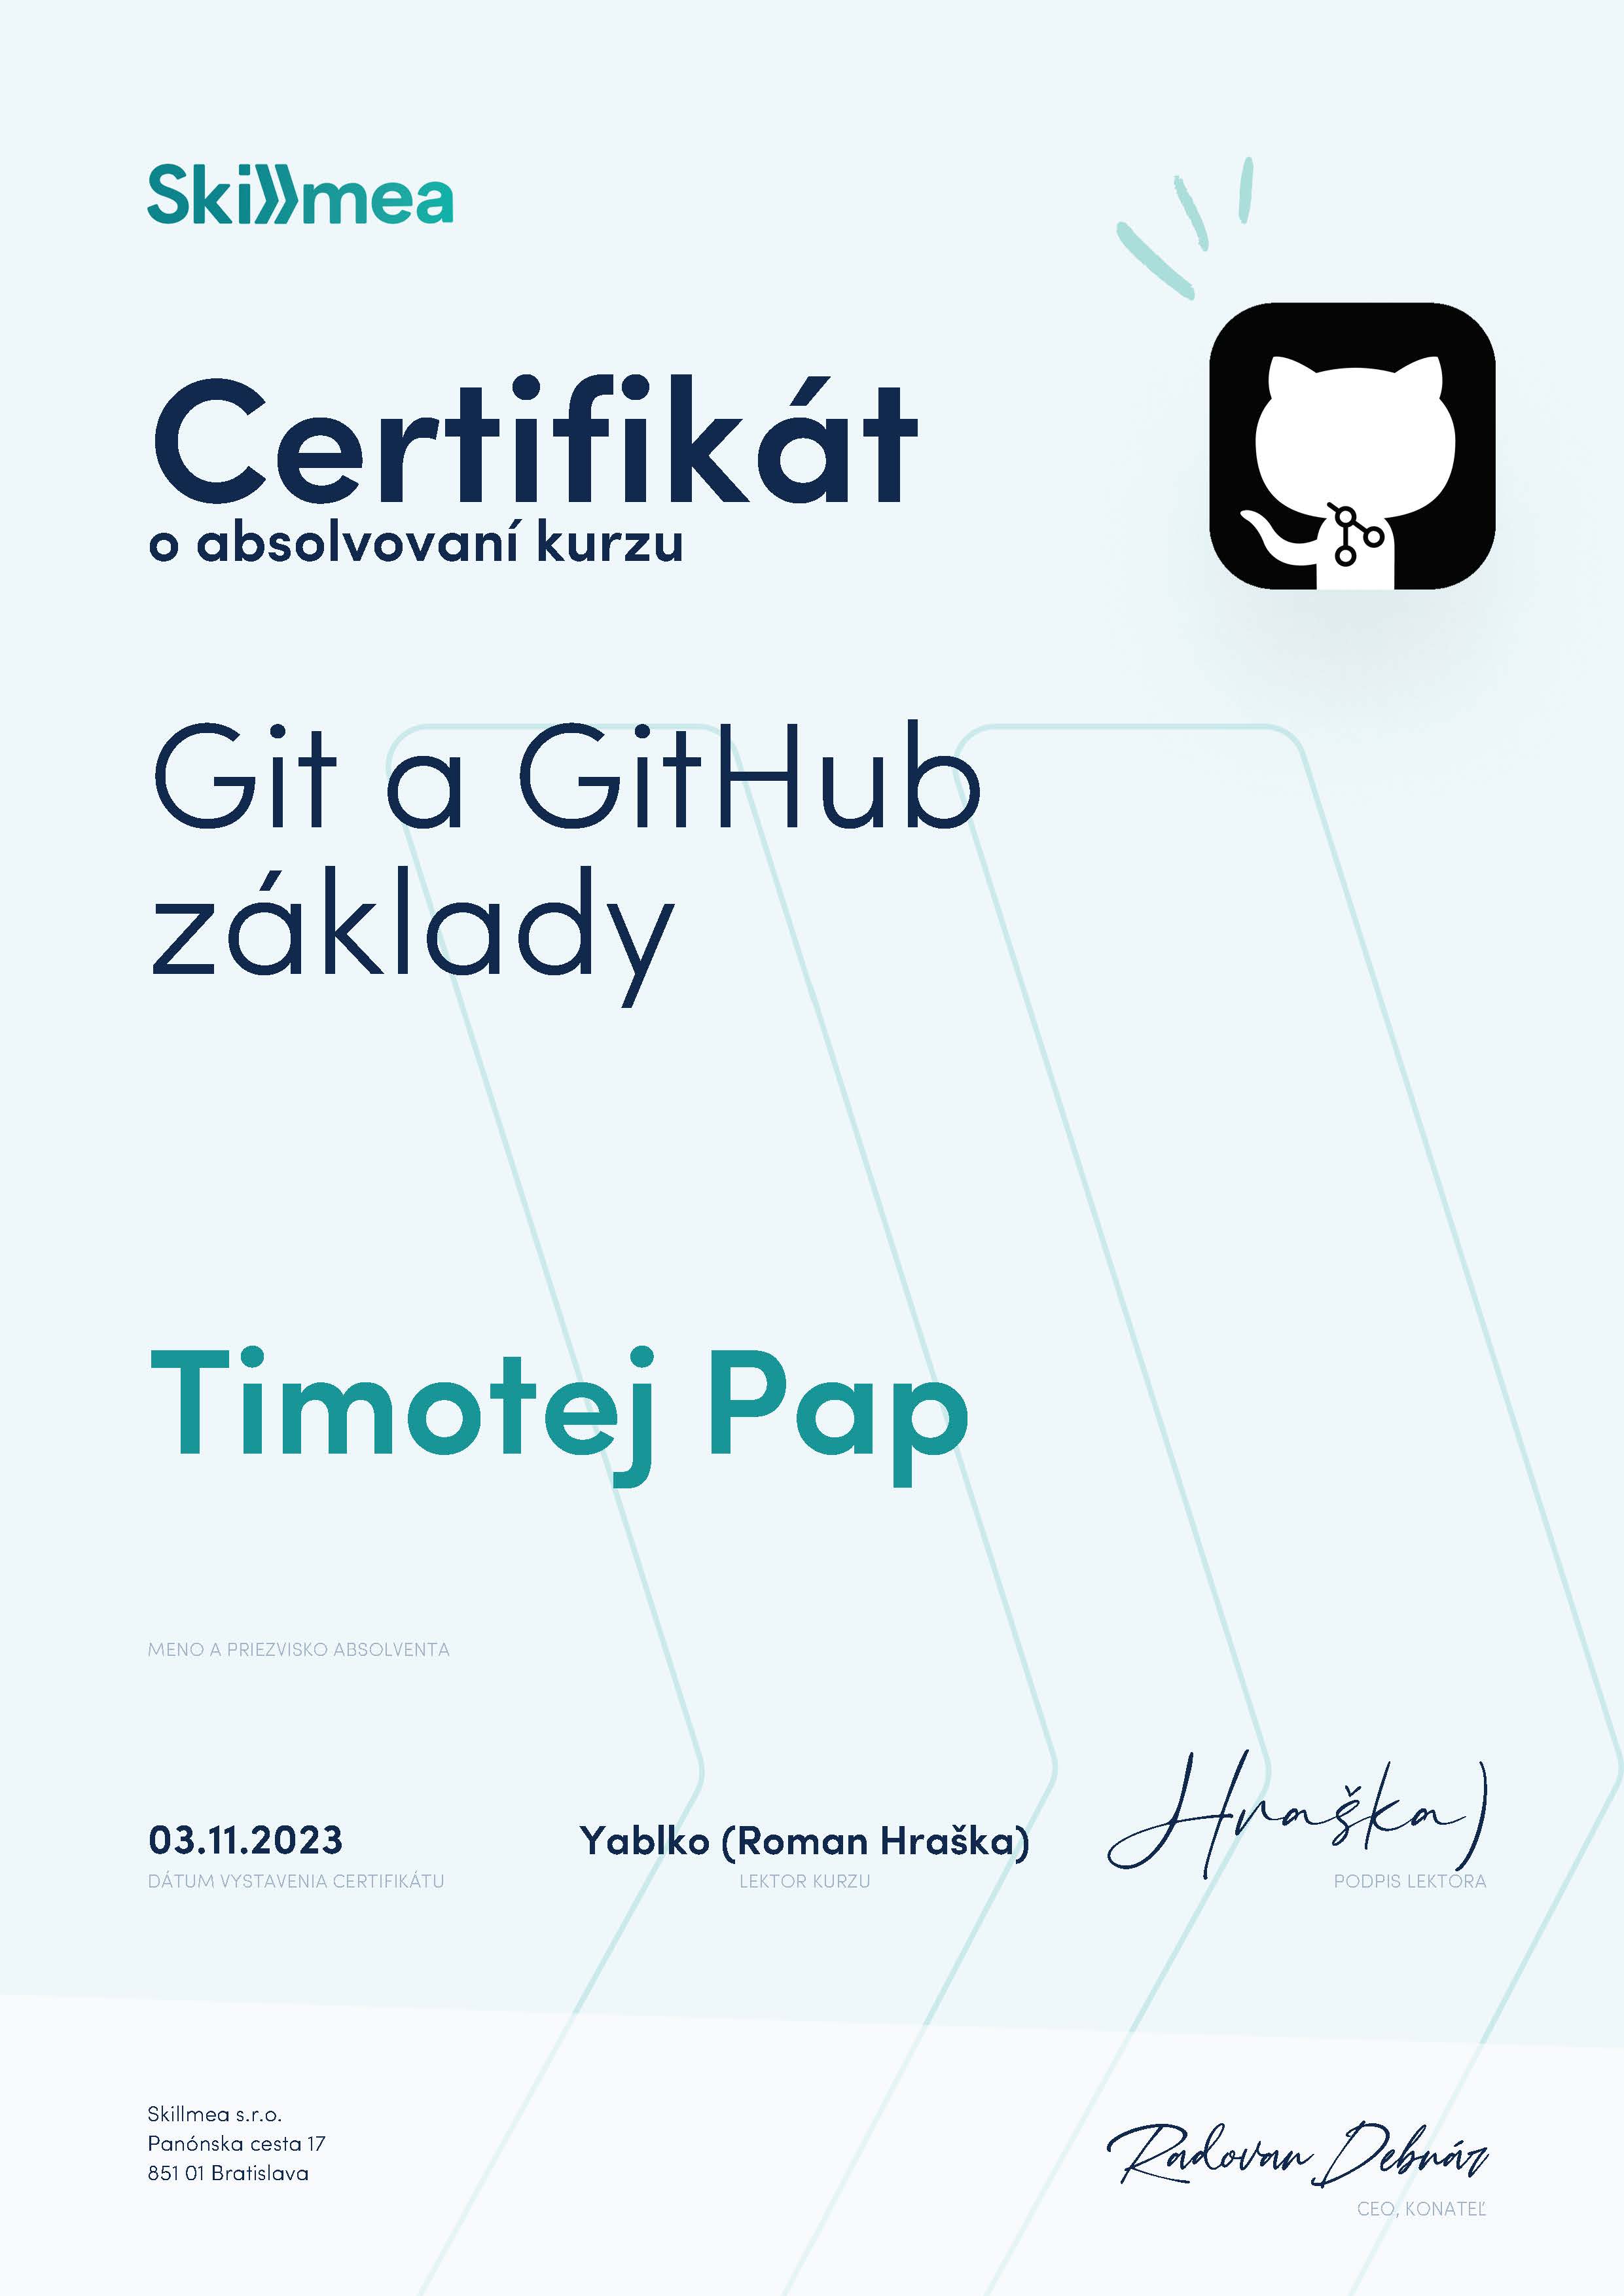 Skillmea
Certifikát
o absolvovaní kurzu
Git a GitHub
základy
Timotej Pap
MENO A PRIEZVISKO ABSOLVENTA
Hraška)
03.11.2023
DÁTUM VYSTAVENIA CERTIFIKÁTU
Yablko (Roman Hraška)
LEKTOR KURZU
PODPIS LEKTORA
Skillmea s.r.o.
Panónska cesta 17
851 01 Bratislava
Radovan Debnár
CEO, KONATEĽ